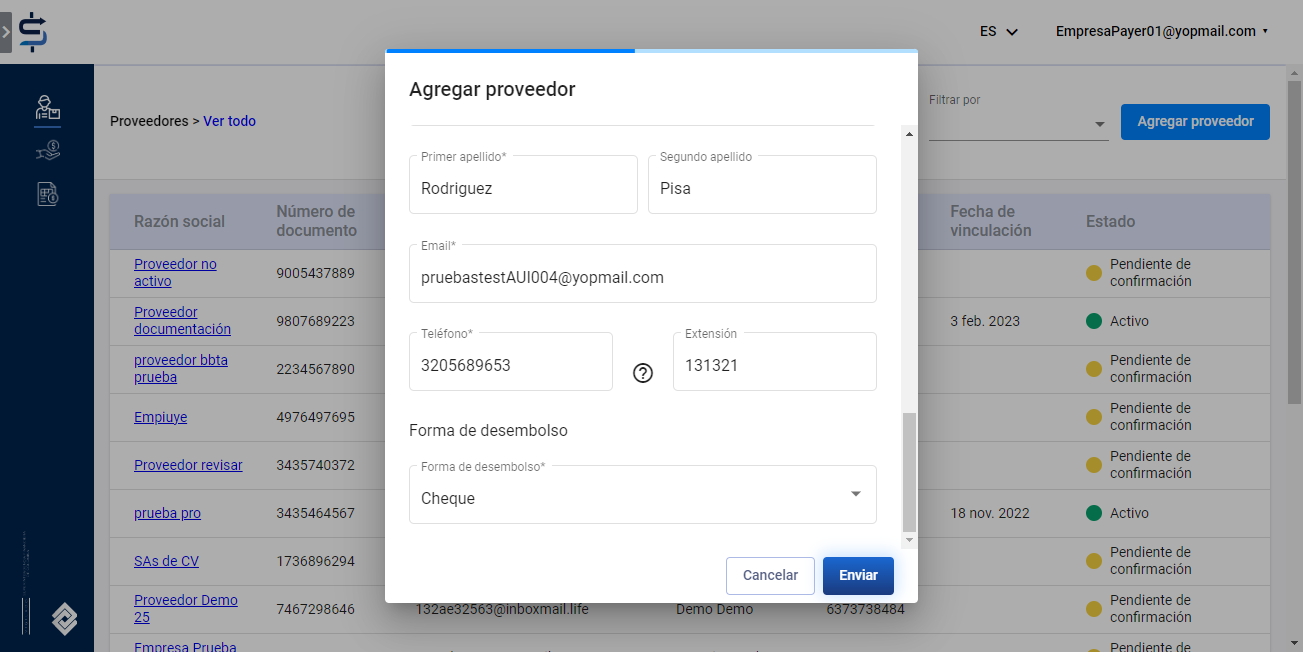 ES
EmpresaPayer01@yopmail.com
Proveedores > Ver todo
Filtrar por
Agregar proveedor
Razón social
Número de
documento
Fecha de
vinculación
Estado
Proveedor no
activo
9005437889
Pendiente de
confirmación
Proveedor
documentación
9807689223
3 feb. 2023
Activo
proveedor bbta
prueba
2234567890
Pendiente de
confirmación
Empiuye
4976497695
Pendiente de
confirmación
Proveedor revisar
3435740372
Pendiente de
confirmación
prueba pro
3435464567
18 nov. 2022
Activo
SAs de CV
1736896294
Pendiente de
confirmación
Proveedor Demo
25
7467298646
132ae32563@inboxmail.life
Demo Demo
6373738484
Pendiente de
confirmación
Empresa Prueba
Pendiente de
Agregar proveedor
Primer apellido*
Rodriguez
Segundo apellido
Pisa
Email*
pruebastestAUI004@yopmail.com
Teléfono*
3205689653
Extensión
131321
Forma de desembolso
Forma de desembolso*
Cheque
Cancelar
Enviar